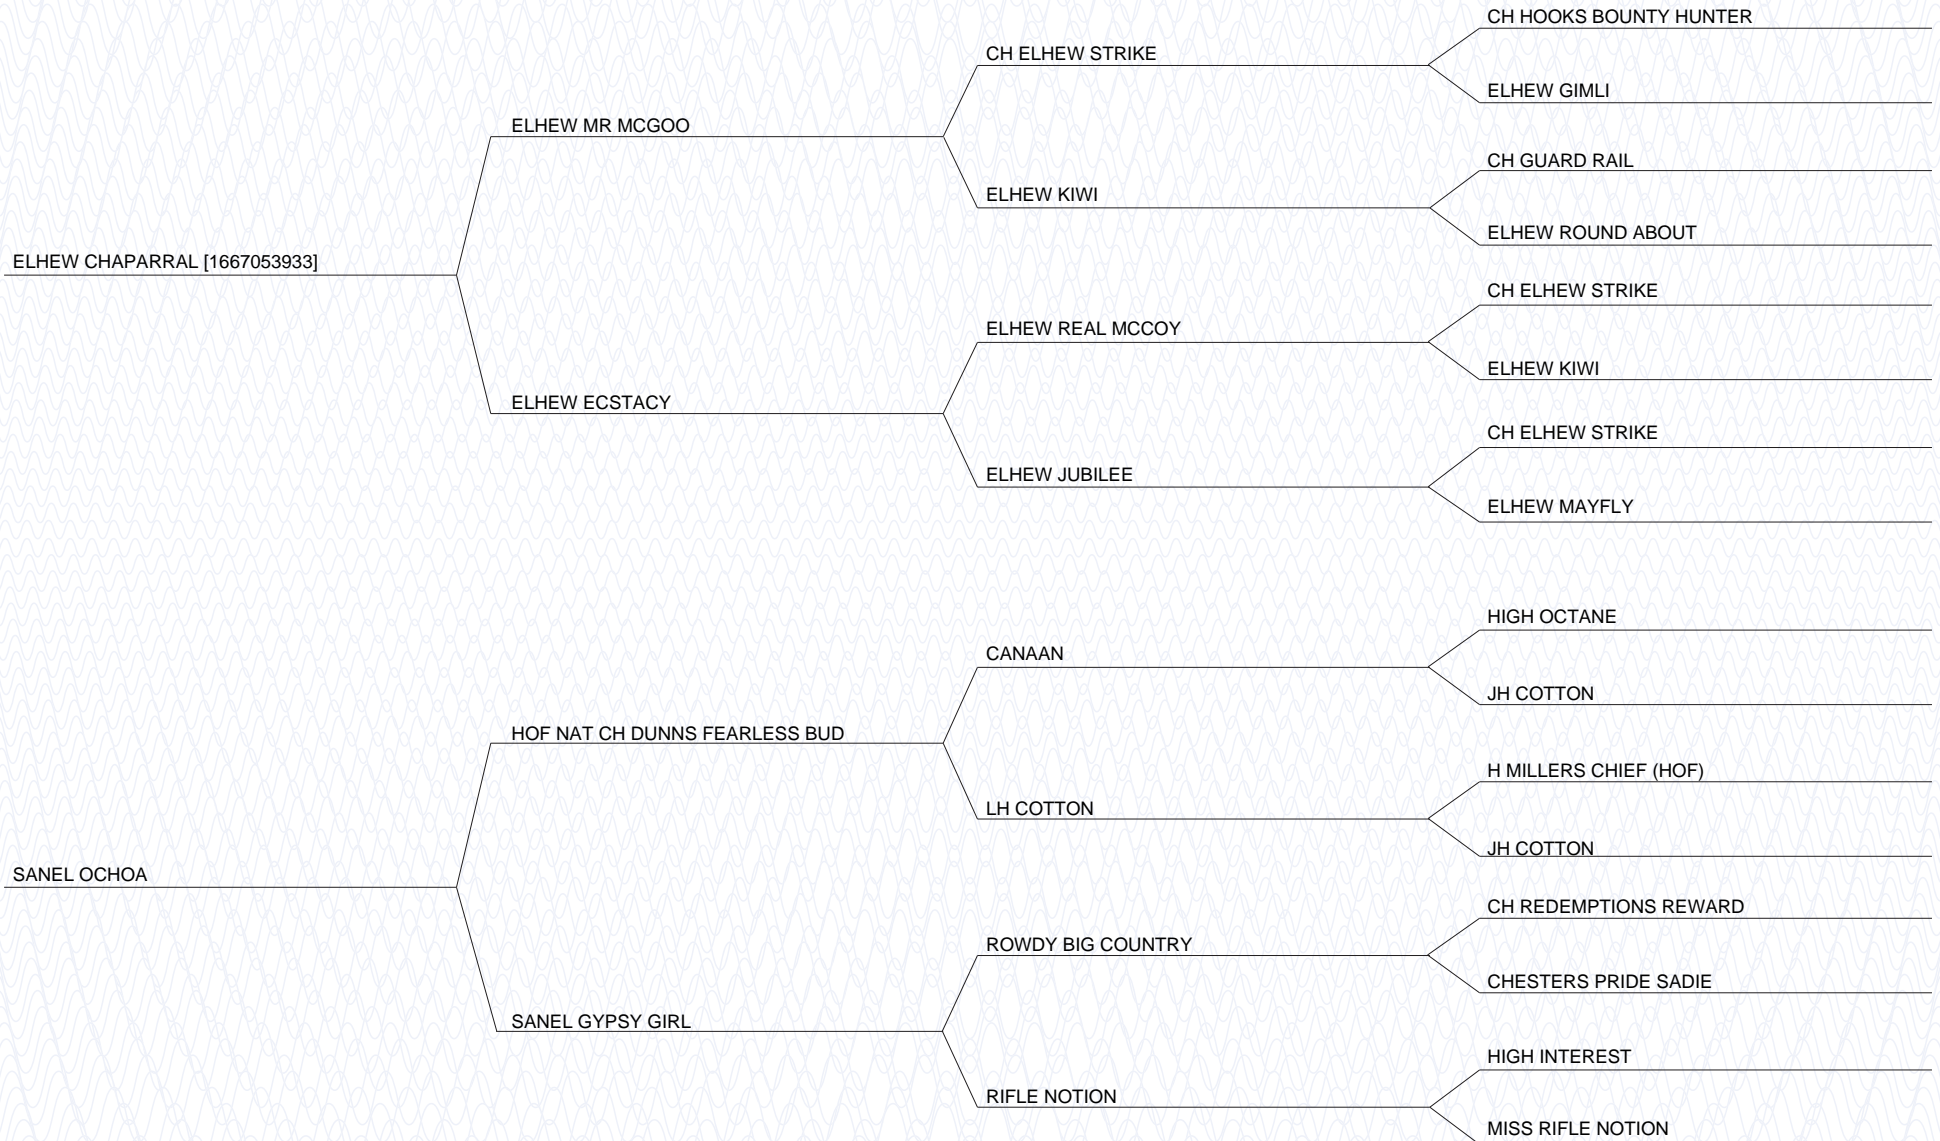 CH HOOKS BOUNTY HUNTER
CH ELHEW STRIKE
ELHEW GIMLI
ELHEW MR MCGOO
CH GUARD RAIL
ELHEW KIWI
ELHEW ROUND ABOUT
ELHEW CHAPARRAL [1667053933]
CH ELHEW STRIKE
ELHEW REAL MCCOY
ELHEW KIWI
ELHEW ECSTACY
CH ELHEW STRIKE
ELHEW JUBILEE
ELHEW MAYFLY
HIGH OCTANE
CANAAN
JH COTTON
HOF NAT CH DUNNS FEARLESS BUD
H MILLERS CHIEF (HOF)
LH COTTON
JH COTTON
SANEL OCHOA
CH REDEMPTIONS REWARD
ROWDY BIG COUNTRY
CHESTERS PRIDE SADIE
SANEL GYPSY GIRL
HIGH INTEREST
RIFLE NOTION
MISS RIFLE NOTION